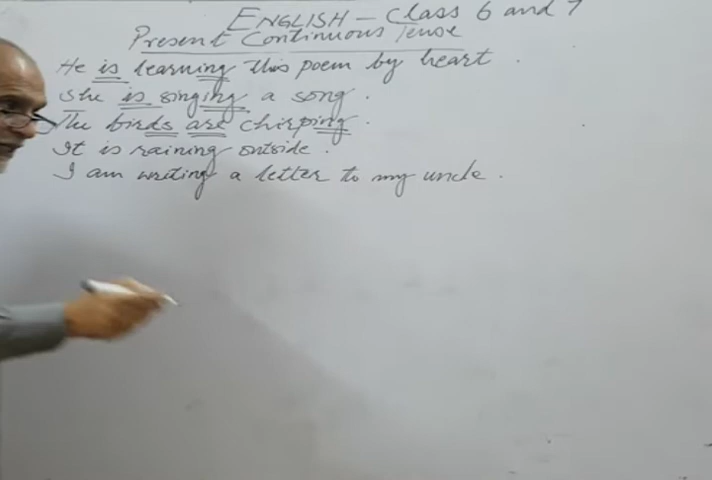 ENGLISH - Class 6 and 7
Present Continuous Tense
He is learning this poem by heart.
She is singing a song.
The birds are chirping.
It is raining outside.
I am writing a letter to my uncle.